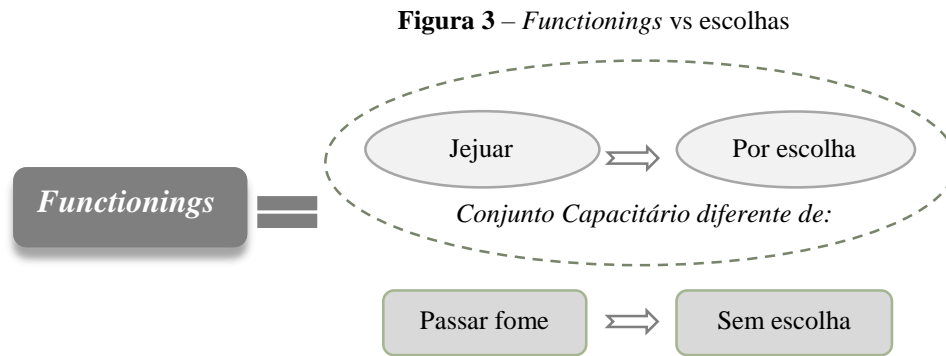 Figura 3 – Functionings vs escolhas
Jejuar
Por escolha
Functionings
Conjunto Capacitário diferente de:
Passar fome
Sem escolha